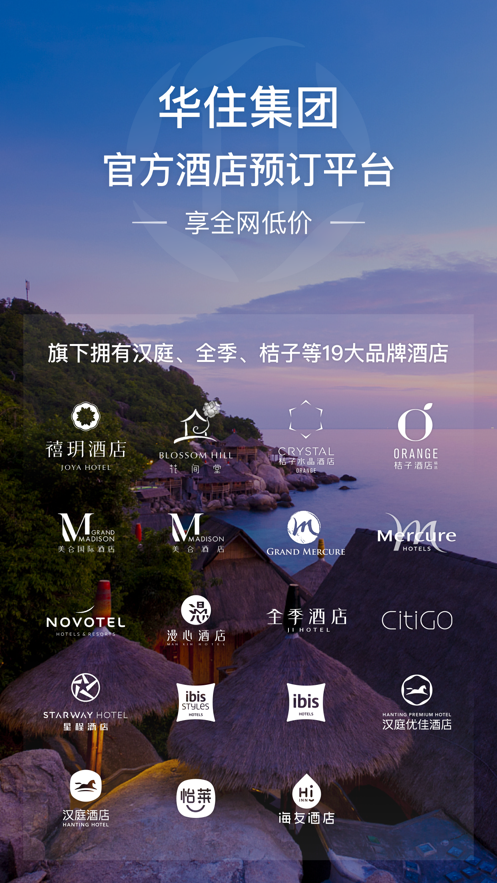 华住集团
官方酒店预订平台
享全网低价
旗下拥有汉庭、全季、桔子等19大品牌酒店
禧玥酒店
JOYA HOTEL
BLOSSOM HILL
花间堂
CRYSTAL
桔子水晶酒店
ORANGE
ORANGE
桔子酒店
M GRAND
MADISON
美仑国际酒店
M
MADISON
美仑酒店
GRAND MERCURE
Mercure
HOTELS
NOVOTEL
HOTELS & RESORTS
漫
漫心酒店
MAN XIN HOTEL
全季酒店
JI HOTEL
CitiGO
STARWAY HOTEL
星程酒店
ibis
STYLES
HOTELS
ibis
HOTELS
HANTING PREMIUM HOTEL
汉庭优佳酒店
汉庭酒店
HANTING HOTEL
怡莱
Hi
INN
海友酒店